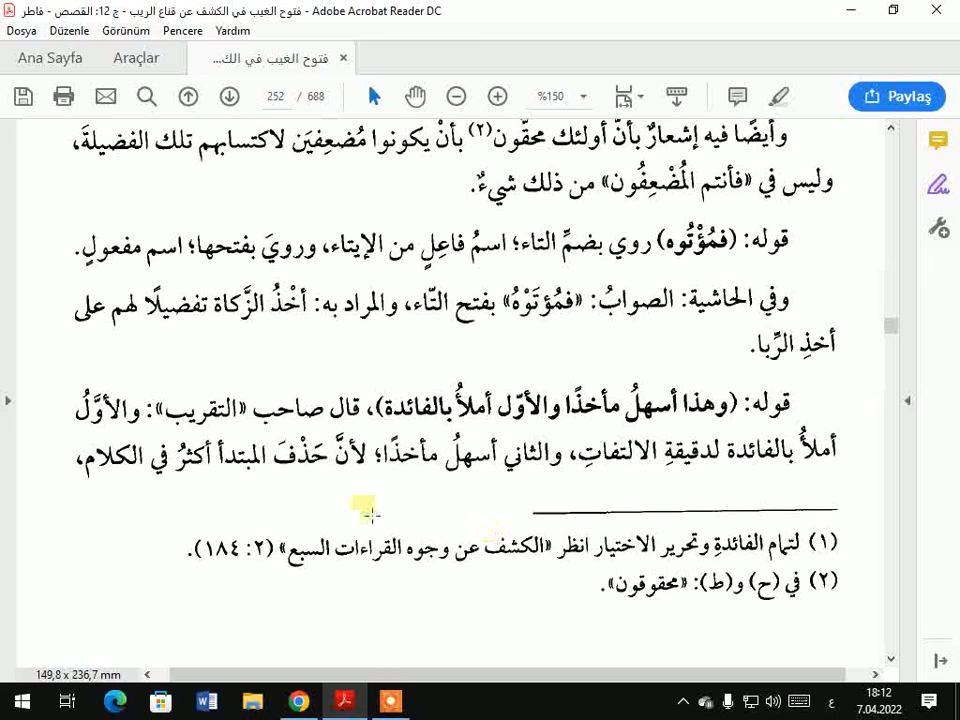 فتوح الغيب في الكشف عن قناع الريب - ج 12: القصص - فاطر - Adobe Acrobat Reader DC
Dosya Düzenle Görünüm Pencere Yardım
Ana Sayfa Araçlar فتوح الغيب في الك... ×
252 / 688 %150 Paylaş
وأيضًا فيه إشعارٌ بأنّ أولئك محقّون(٢) بأنْ يكونوا مُضعِفيَن لاكتسابهم تلك الفضيلةَ،
وليس في «فأنتم المُضْعِفُون» من ذلك شيءٌ.
قوله: (فمُؤْتُوه) روي بضمِّ التاء؛ اسمُ فاعِلٍ من الإيتاء، ورويَ بفتحها؛ اسم مفعولٍ.
وفي الحاشية: الصوابُ: «فمُؤتَوْهُ» بفتح التّاء، والمراد به: أخْذُ الزَّكاة تفضيلًا لهم على
أخذِ الرِّبا.
قوله: (وهذا أسهلُ مأخذًا والأوّل أملأُ بالفائدة)، قال صاحب «التقريب»: والأوَّلُ
أملأُ بالفائدة لدقيقةِ الالتفاتِ، والثاني أسهلُ مأخذًا؛ لأنَّ حَذْفَ المبتدأ أكثرُ في الكلام،
(١) لتمام الفائدةِ وتحرير الاختيار انظر «الكشف عن وجوه القراءات السبع» (٢: ١٨٤).
(٢) في (ح) و(ط): «محقوقون».
149,8 x 236,7 mm
ع 18:12
7.04.2022